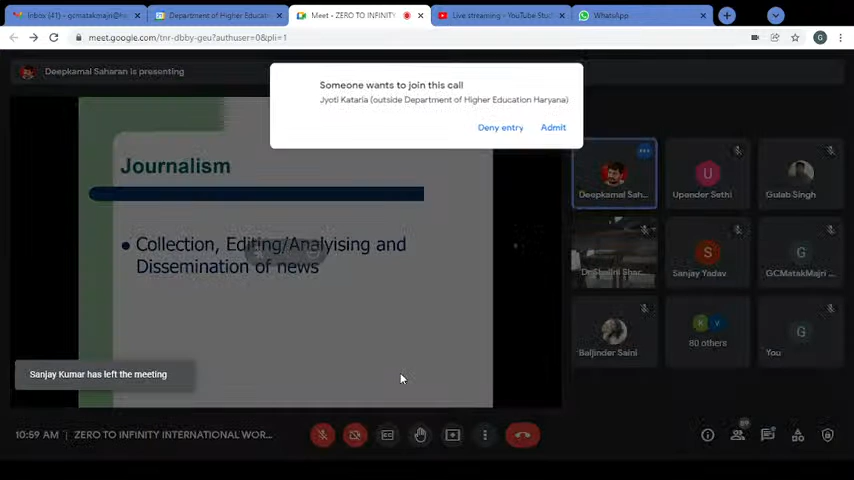 Inbox (41) - gcmatakmajri@
Department of Higher Education
Meet - ZERO TO INFINITY
Live streaming - YouTube Stud
WhatsApp
meet.google.com/tnr-dbby-geu?authuser=0&pli=1
G
Deepkamal Saharan is presenting
Someone wants to join this call
Jyoti Kataria (outside Department of Higher Education Haryana)
Deny entry
Admit
Journalism
• Collection, Editing/Analysising and
Dissemination of news
U
Deepkamal Sah...
Upender Sethi
Gulab Singh
S
G
Dr Shalini Shar...
Sanjay Yadav
GCMatakMajri ...
K
V
G
Baljinder Saini
80 others
You
Sanjay Kumar has left the meeting
10:59 AM | ZERO TO INFINITY INTERNATIONAL WOR...
CC
89